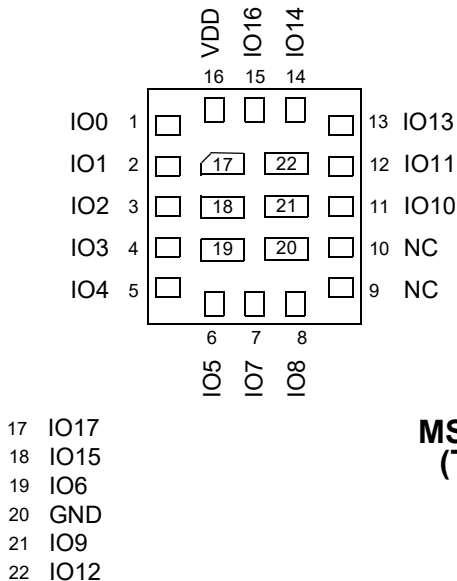 VDD IO16 IO14
16 15 14
IO0 1 13 IO13
IO1 2 17 22 12 IO11
IO2 3 18 21 11 IO10
IO3 4 19 20 10 NC
IO4 5 9 NC
6 7 8
IO5 IO7 IO8
17 IO17
18 IO15
19 IO6
20 GND
21 IO9
22 IO12